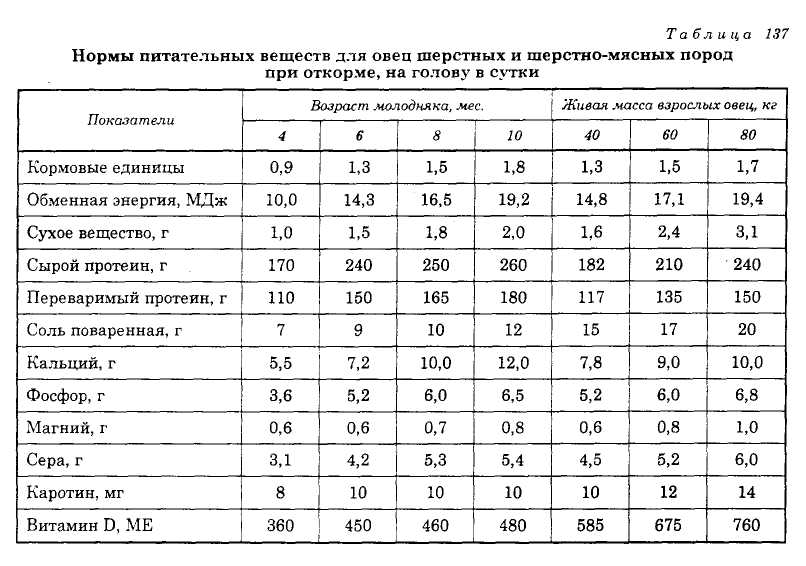 Таблица 137
Нормы питательных веществ для овец шерстных и шерстно-мясных пород
при откорме, на голову в сутки
Показатели Возраст молодняка, мес. Живая масса взрослых овец, кг
4 6 8 10 40 60 80
Кормовые единицы 0,9 1,3 1,5 1,8 1,3 1,5 1,7
Обменная энергия, МДж 10,0 14,3 16,5 19,2 14,8 17,1 19,4
Сухое вещество, г 1,0 1,5 1,8 2,0 1,6 2,4 3,1
Сырой протеин, г 170 240 250 260 182 210 240
Переваримый протеин, г 110 150 165 180 117 135 150
Соль поваренная, г 7 9 10 12 15 17 20
Кальций, г 5,5 7,2 10,0 12,0 7,8 9,0 10,0
Фосфор, г 3,6 5,2 6,0 6,5 5,2 6,0 6,8
Магний, г 0,6 0,6 0,7 0,8 0,6 0,8 1,0
Сера, г 3,1 4,2 5,3 5,4 4,5 5,2 6,0
Каротин, мг 8 10 10 10 10 12 14
Витамин D, МЕ 360 450 460 480 585 675 760